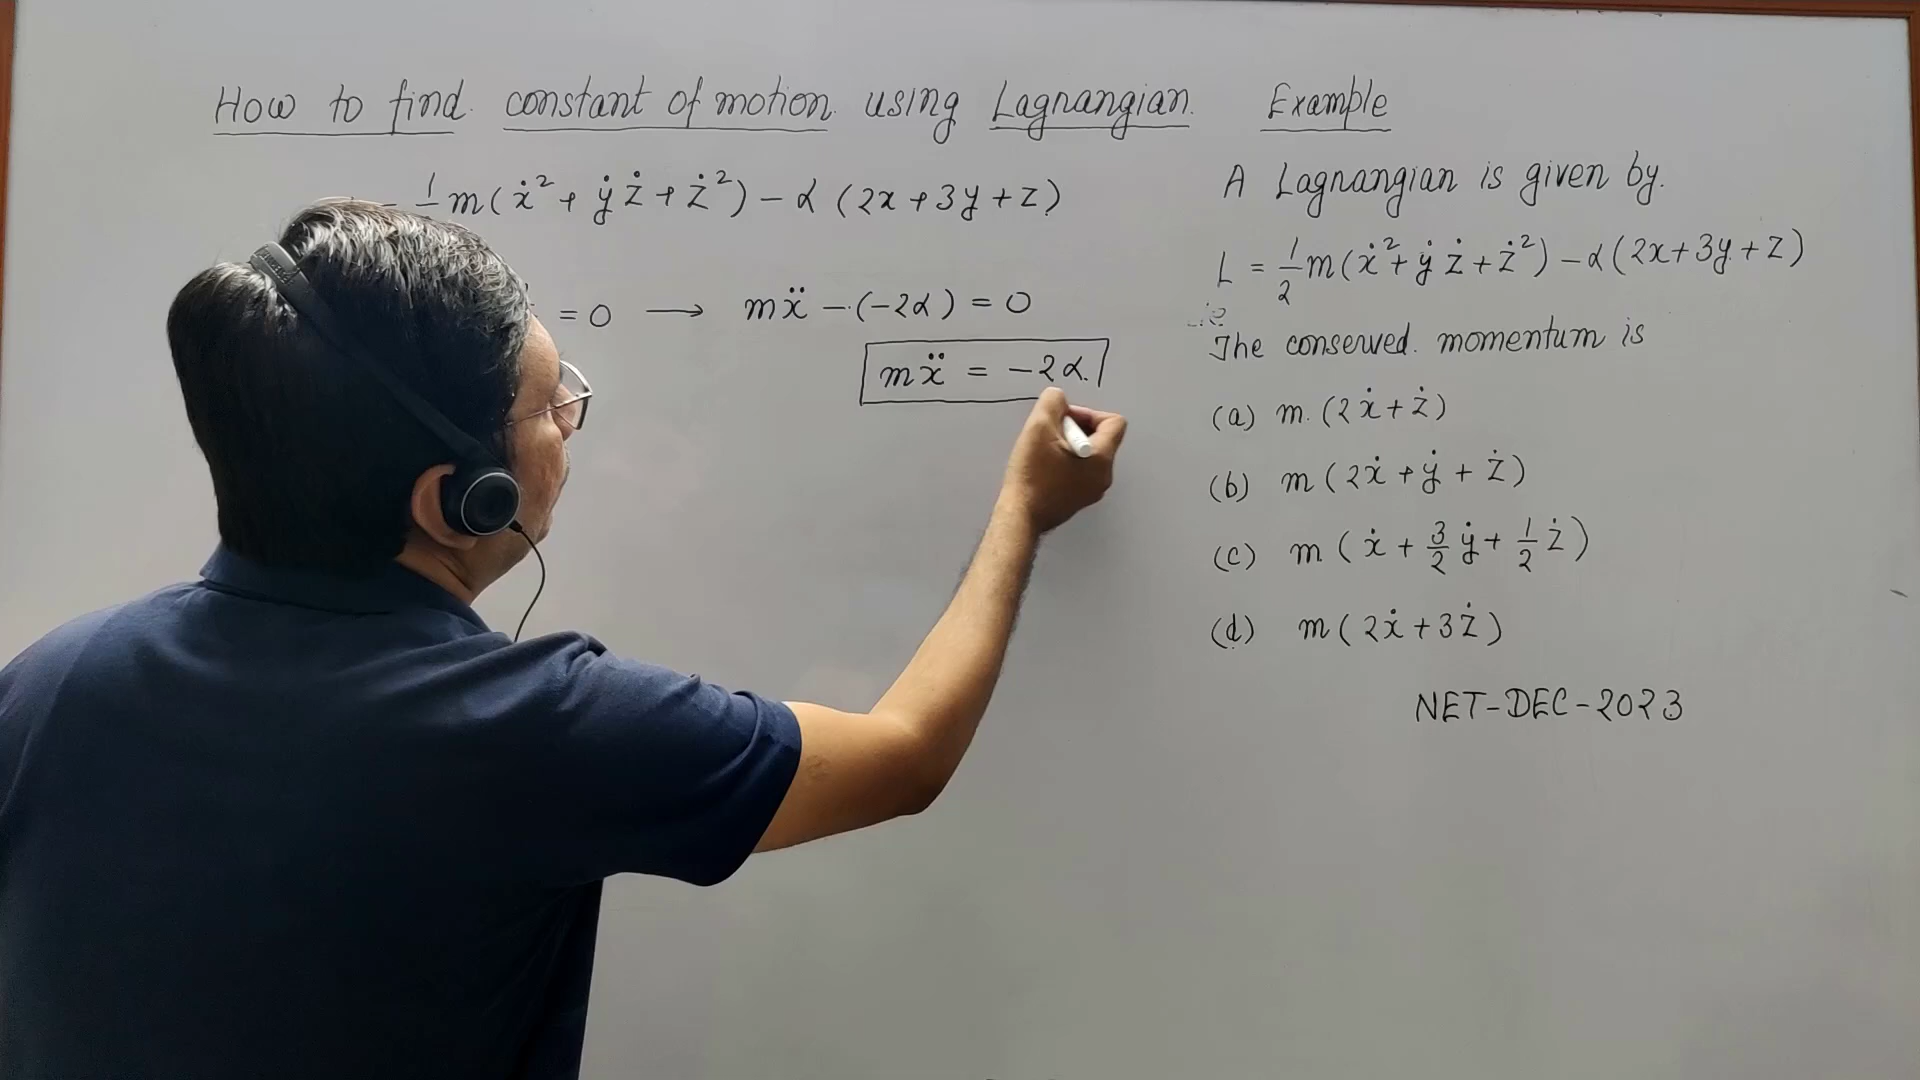 How to find constant of motion using Lagrangian
= ½ m(ẋ² + ẏ ż + ż²) – α (2x + 3y + z)
= 0 → mẍ – (–2α) = 0
mẍ = –2α
Example
A Lagrangian is given by.
L = ½ m(ẋ² + ẏ ż + ż²) – α(2x + 3y + z)
The conserved momentum is
(a) m (2ẋ + ż)
(b) m (2ẋ + ẏ + ż)
(c) m (ẋ + 3/2 ẏ + 1/2 ż)
(d) m (2ẋ + 3ż)
NET-DEC-2023